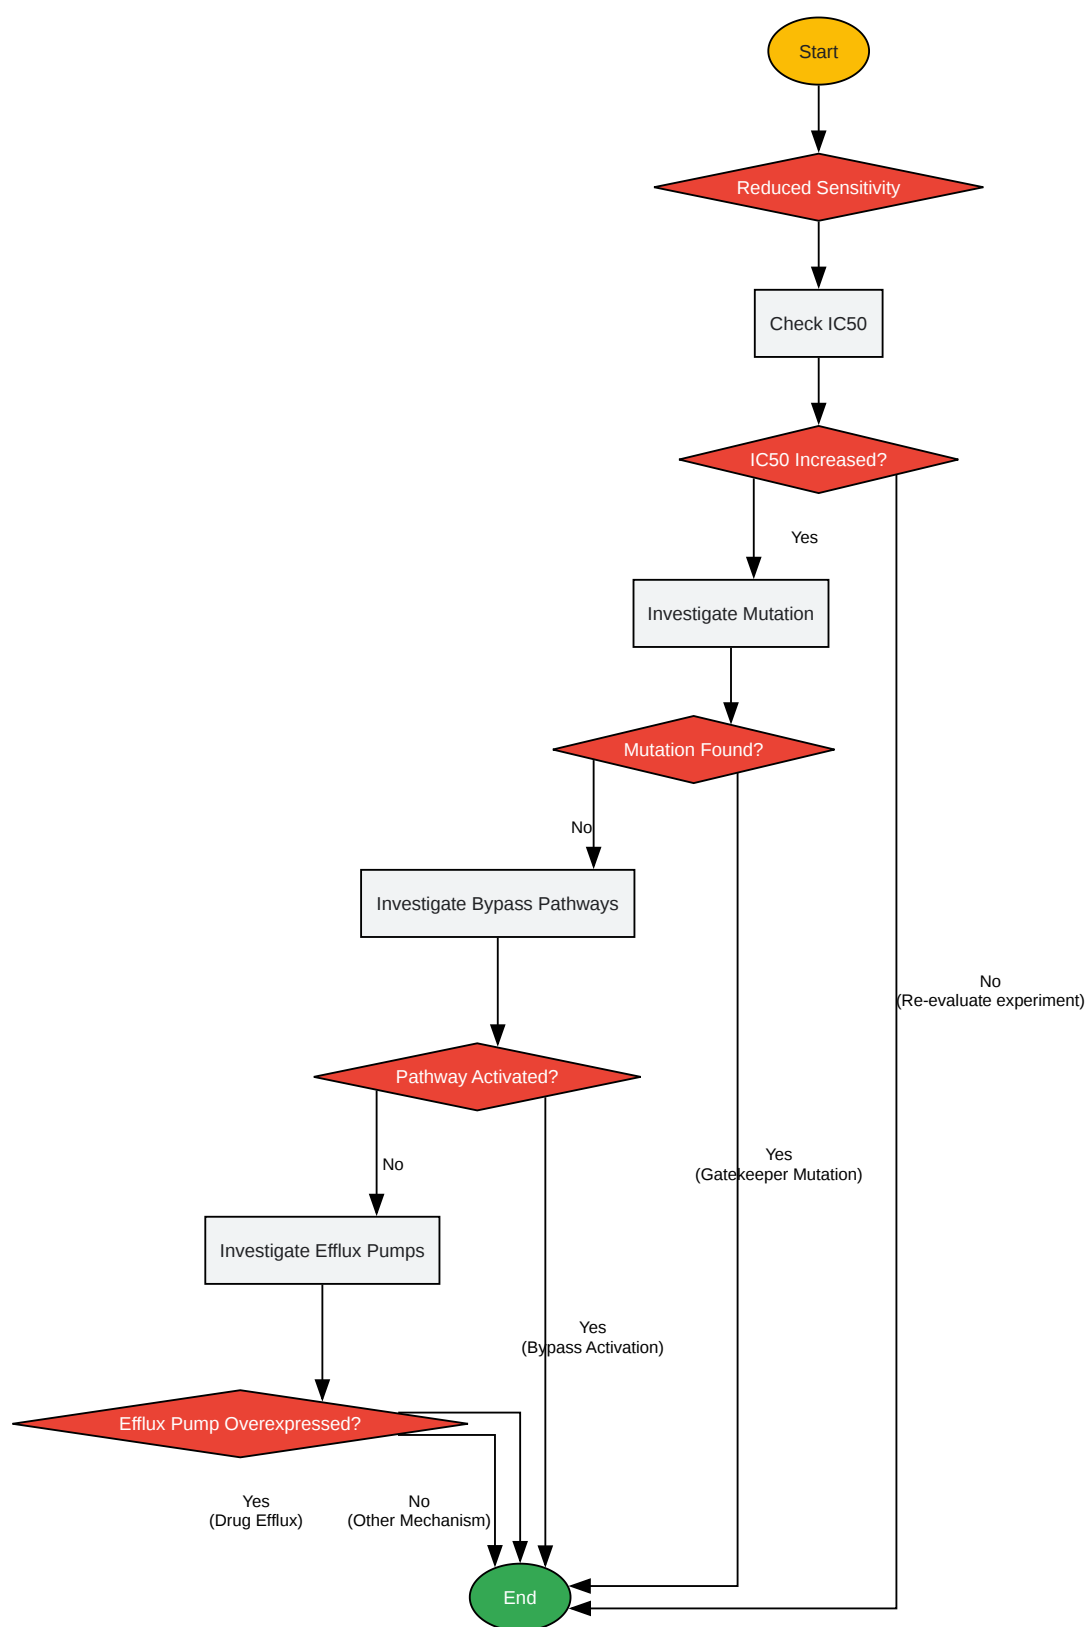 Start
Reduced Sensitivity
Check IC50
IC50 Increased?
Yes
Investigate Mutation
Mutation Found?
No
Investigate Bypass Pathways
No
(Re-evaluate experiment)
Pathway Activated?
No
Yes
(Gatekeeper Mutation)
Investigate Efflux Pumps
Yes
(Bypass Activation)
Efflux Pump Overexpressed?
Yes
(Drug Efflux)
No
(Other Mechanism)
End